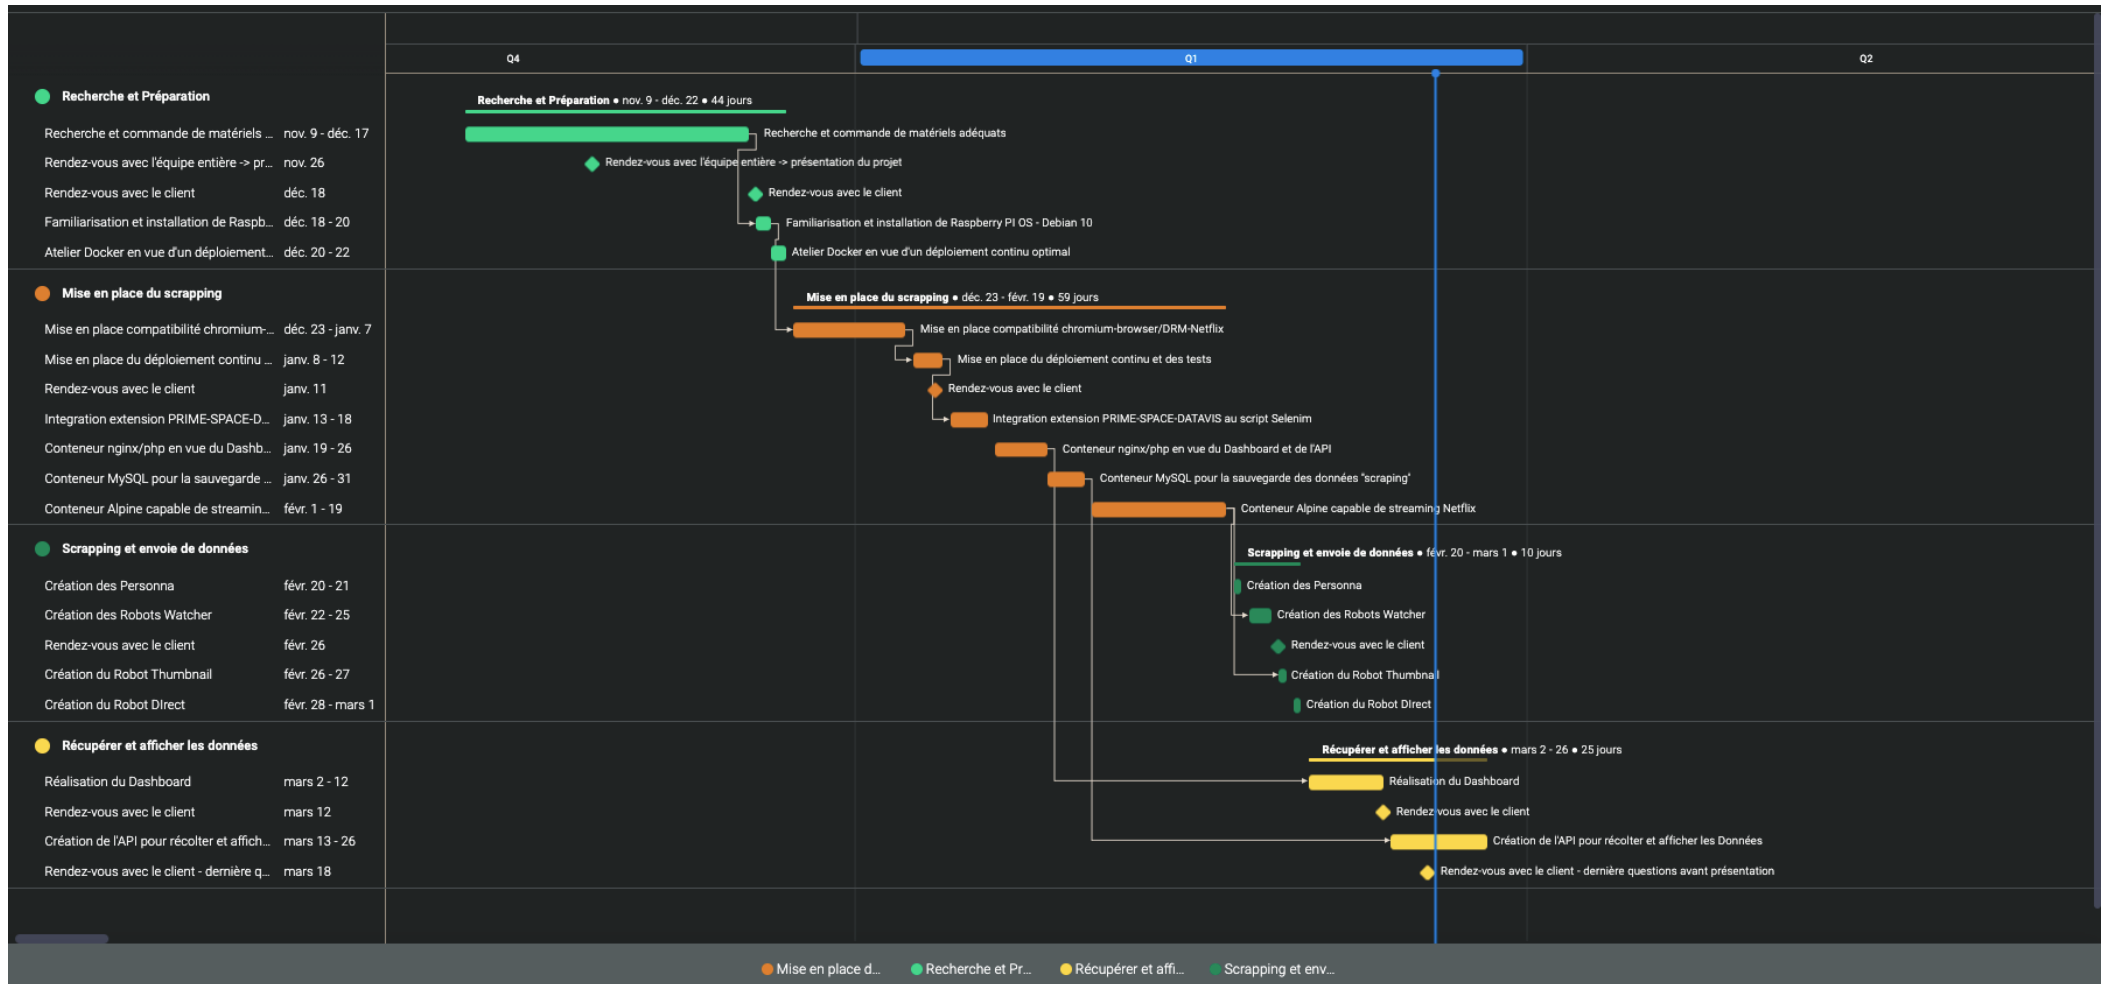 Q4 Q1 Q2
Recherche et Préparation
Recherche et Préparation • nov. 9 - déc. 22 • 44 jours
Recherche et commande de matériels ... nov. 9 - déc. 17 Recherche et commande de matériels adéquats
Rendez-vous avec l'équipe entière -> pr... nov. 26 Rendez-vous avec l'équipe entière -> présentation du projet
Rendez-vous avec le client déc. 18 Rendez-vous avec le client
Familiarisation et installation de Raspb... déc. 18 - 20 Familiarisation et installation de Raspberry PI OS - Debian 10
Atelier Docker en vue d'un déploiement... déc. 20 - 22 Atelier Docker en vue d'un déploiement continu optimal
Mise en place du scrapping
Mise en place du scrapping • déc. 23 - févr. 19 • 59 jours
Mise en place compatibilité chromium-... déc. 23 - janv. 7 Mise en place compatibilité chromium-browser/DRM-Netflix
Mise en place du déploiement continu ... janv. 8 - 12 Mise en place du déploiement continu et des tests
Rendez-vous avec le client janv. 11 Rendez-vous avec le client
Integration extension PRIME-SPACE-D... janv. 13 - 18 Integration extension PRIME-SPACE-DATAVIS au script Selenim
Conteneur nginx/php en vue du Dashb... janv. 19 - 26 Conteneur nginx/php en vue du Dashboard et de l'API
Conteneur MySQL pour la sauvegarde ... janv. 26 - 31 Conteneur MySQL pour la sauvegarde des données "scraping"
Conteneur Alpine capable de streamin... févr. 1 - 19 Conteneur Alpine capable de streaming Netflix
Scrapping et envoie de données
Scrapping et envoie de données • févr. 20 - mars 1 • 10 jours
Création des Personna févr. 20 - 21 Création des Personna
Création des Robots Watcher févr. 22 - 25 Création des Robots Watcher
Rendez-vous avec le client févr. 26 Rendez-vous avec le client
Création du Robot Thumbnail févr. 26 - 27 Création du Robot Thumbnail
Création du Robot DIrect févr. 28 - mars 1 Création du Robot DIrect
Récupérer et afficher les données
Récupérer et afficher les données • mars 2 - 26 • 25 jours
Réalisation du Dashboard mars 2 - 12 Réalisation du Dashboard
Rendez-vous avec le client mars 12 Rendez-vous avec le client
Création de l'API pour récolter et affich... mars 13 - 26 Création de l'API pour récolter et afficher les Données
Rendez-vous avec le client - dernière q... mars 18 Rendez-vous avec le client - dernière questions avant présentation
Mise en place d... Recherche et Pr... Récupérer et affi... Scrapping et env...